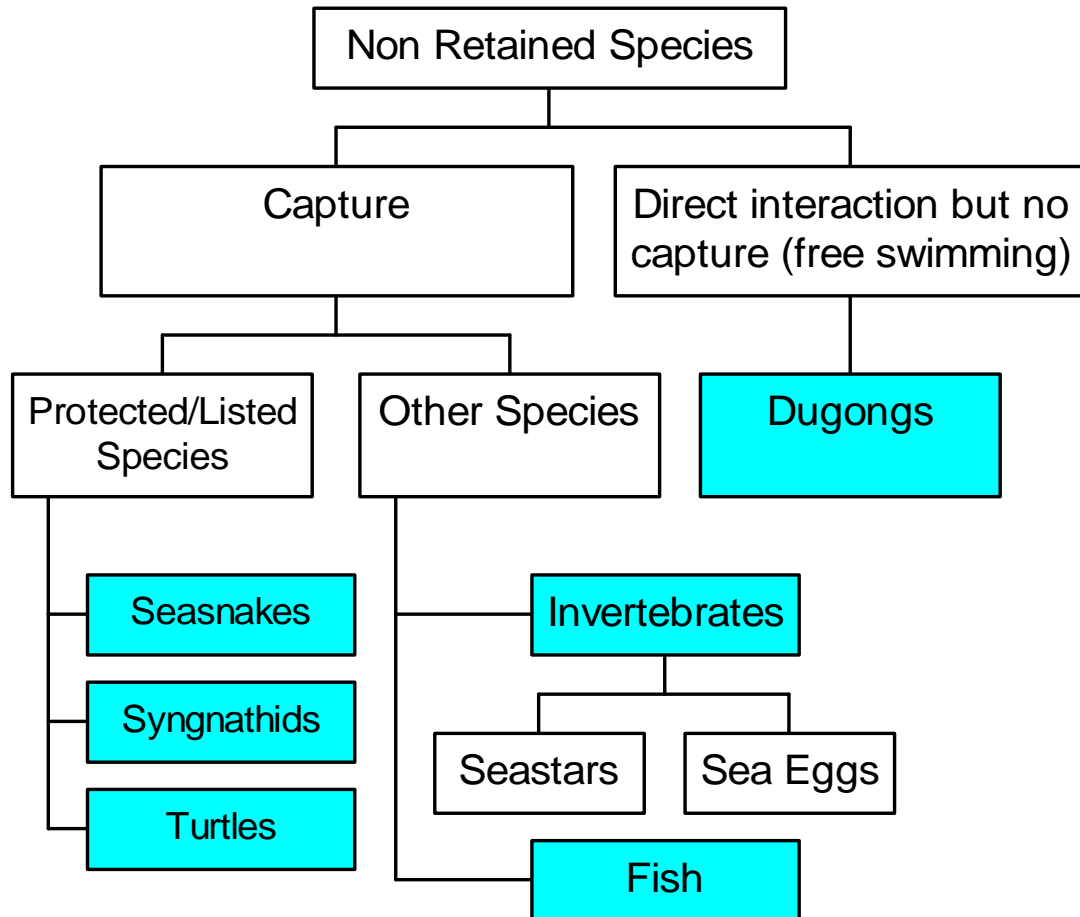 Non Retained Species
Capture
Direct interaction but no
capture (free swimming)
Protected/Listed
Species
Other Species
Dugongs
Seasnakes
Invertebrates
Syngnathids
Seastars
Sea Eggs
Turtles
Fish